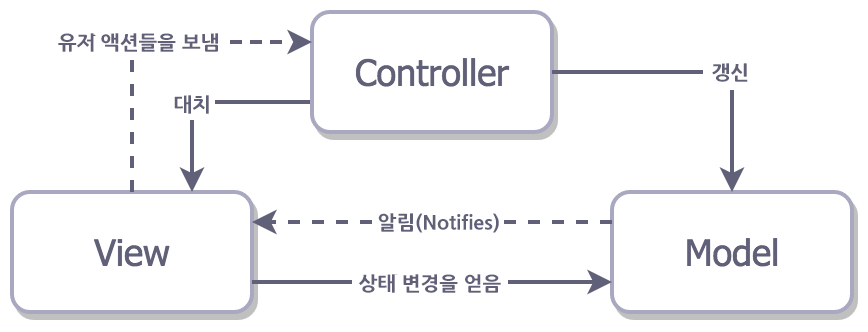 유저 액션들을 보냄
Controller
갱신
대치
알림(Notifies)
View
Model
상태 변경을 얻음